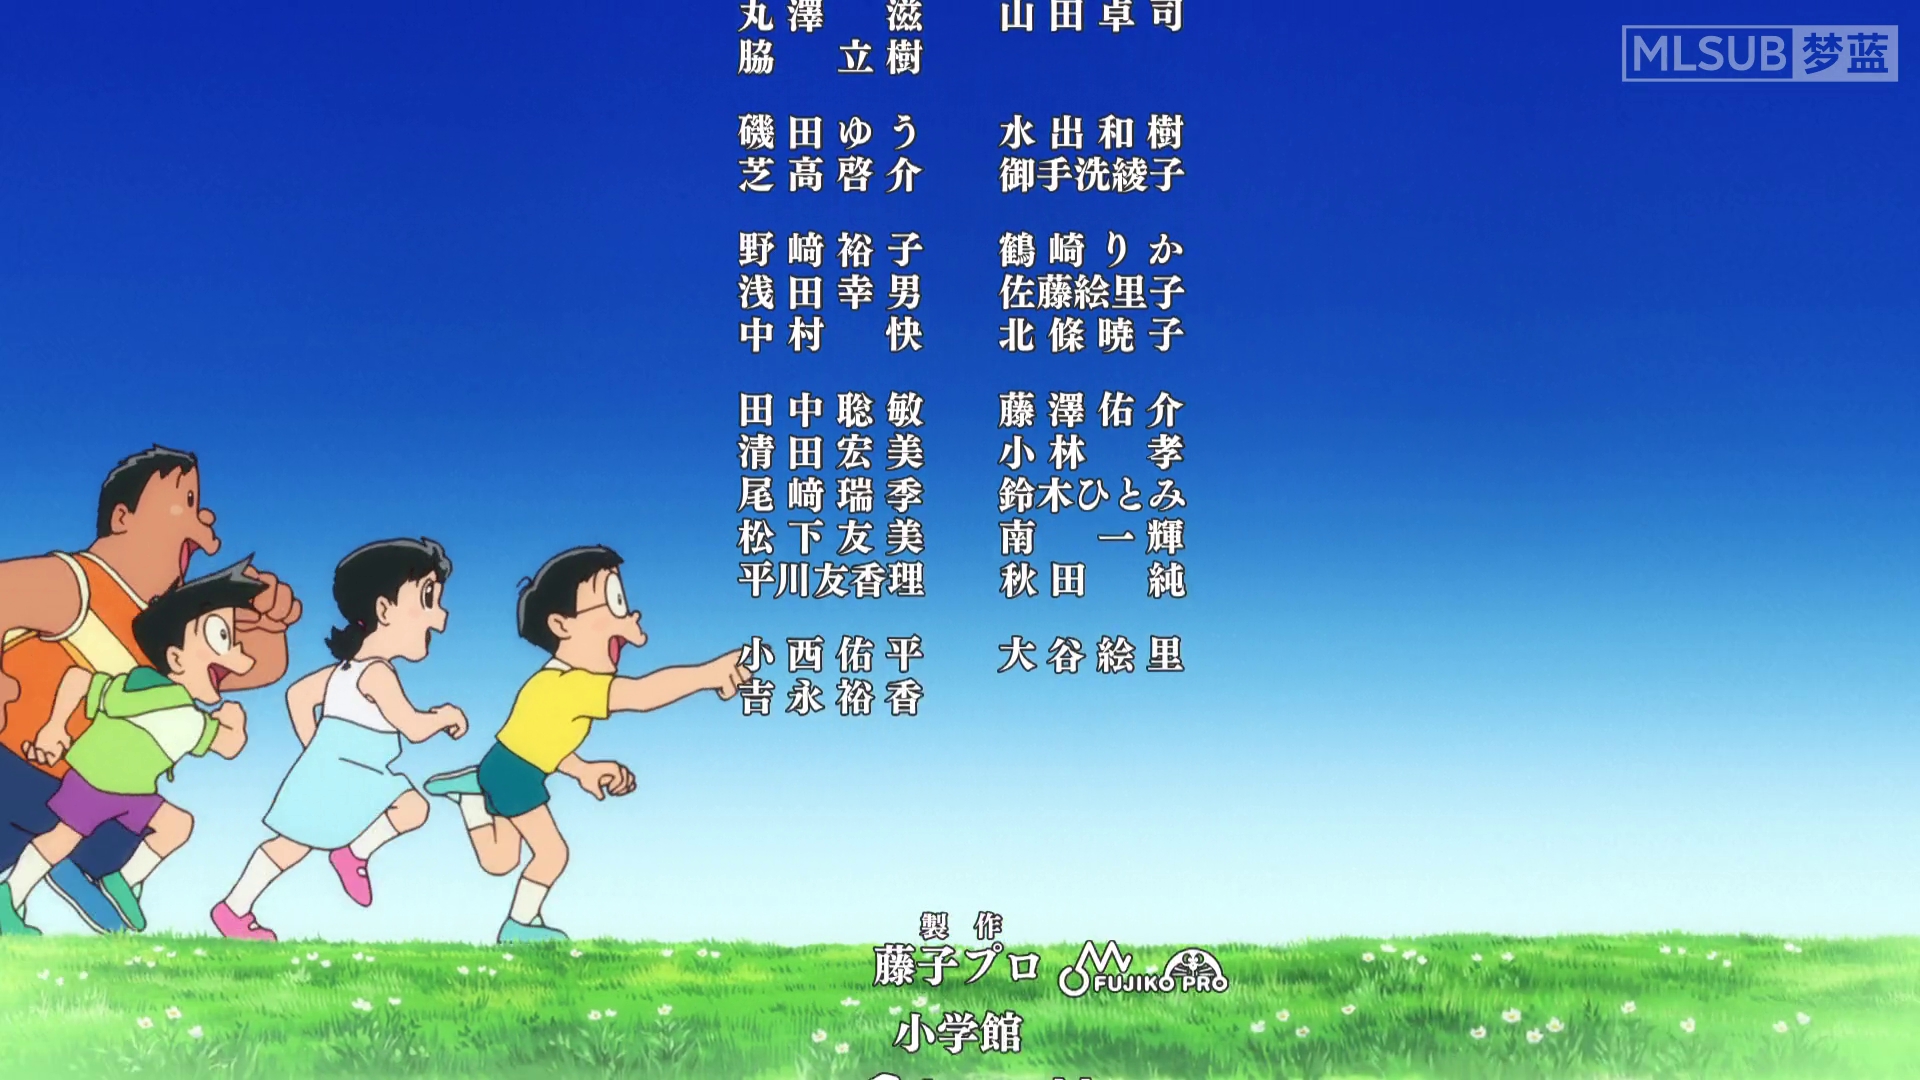 丸澤 滋 山田卓司
MLSUB 梦蓝
脇 立樹
磯田ゆう 水出和樹
芝高啓介 御手洗綾子
野﨑裕子 鶴崎りか
浅田幸男 佐藤絵里子
中村 快 北條暁子
田中聡敏 藤澤佑介
清田宏美 小林 孝
尾﨑瑞季 鈴木ひとみ
松下友美 南 一輝
平川友香理 秋田 純
小西佑平 大谷絵里
吉永裕香
製作
藤子プロ FUJIKO PRO
小学館